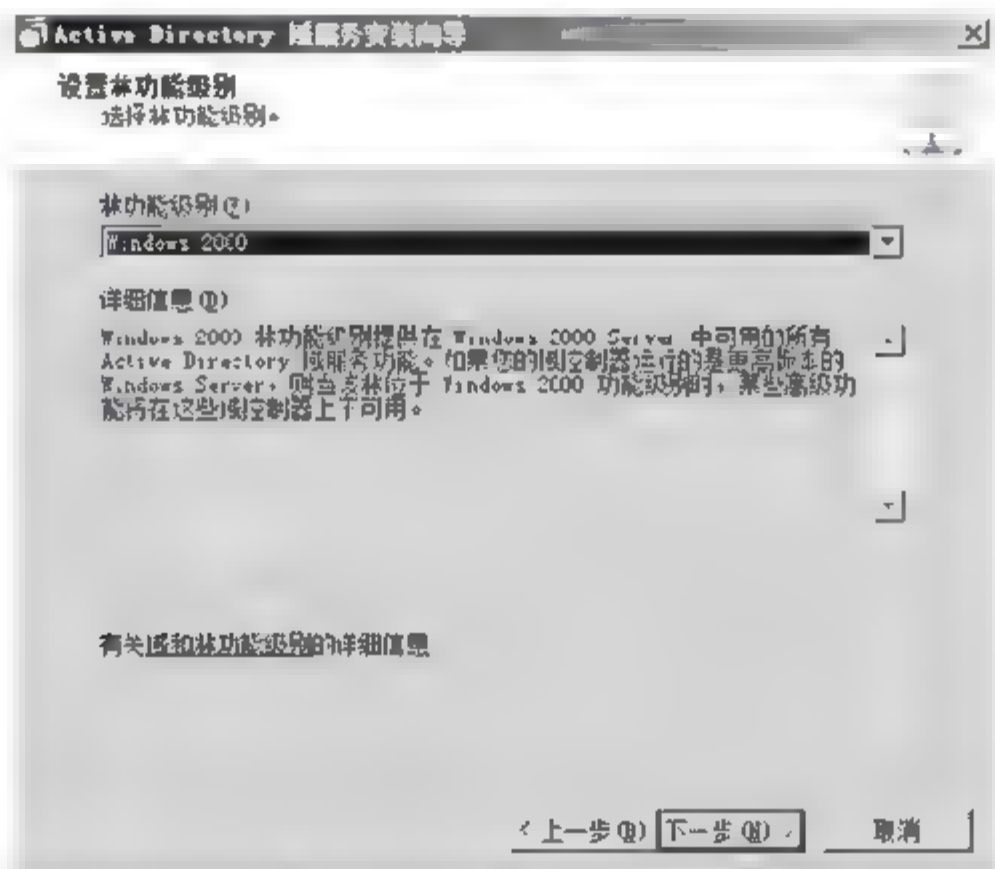 Active Directory 域服务安装向导
设置林功能级别
选择林功能级别。
林功能级别(F)
Windows 2000
详细信息(D)
Windows 2000 林功能级别提供在 Windows 2000 Server 中可用的所有
Active Directory 域服务功能。如果您的域控制器运行的是更高版本的
Windows Server，则当该林位于 Windows 2000 功能级别时，某些高级功
能将在这些域控制器上不可用。
有关域和林功能级别的详细信息
< 上一步(B) 下一步(N) > 取消